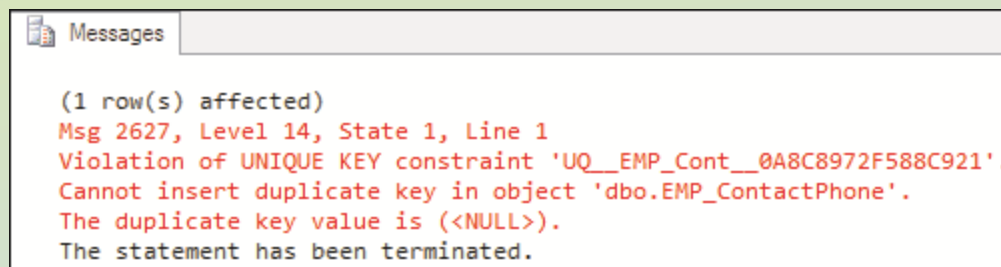 Messages
(1 row(s) affected)
Msg 2627, Level 14, State 1, Line 1
Violation of UNIQUE KEY constraint 'UQ__EMP_Cont__0A8C8972F588C921'.
Cannot insert duplicate key in object 'dbo.EMP_ContactPhone'.
The duplicate key value is (<NULL>).
The statement has been terminated.